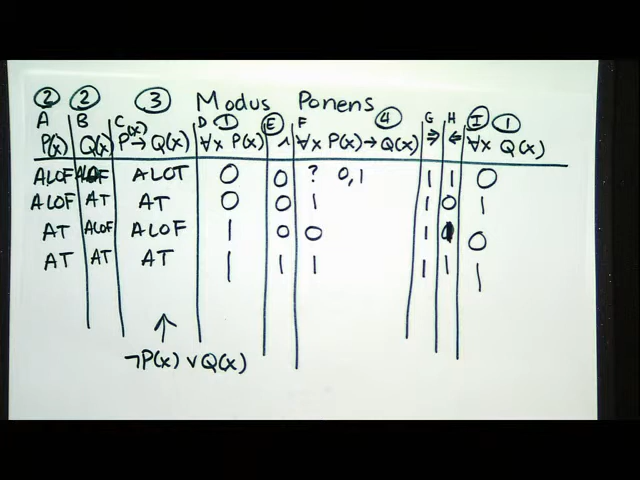 ② ② ③ Modus Ponens
A B C D ① E F ④ G H I ①
P(x) Q(x) P(x)→Q(x) ∀x P(x) ∧ ∀x P(x)→Q(x) ⇒ ⇐ ∀x Q(x)
ALOF ALOF ALOT 0 0 ? 0,1 1 1 0
ALOF AT AT 0 0 1 1 0 1
AT ALOF ALOF 1 0 0 1 0
AT AT AT 1 1 1 1 1 1
↑
¬P(x) ∨ Q(x)